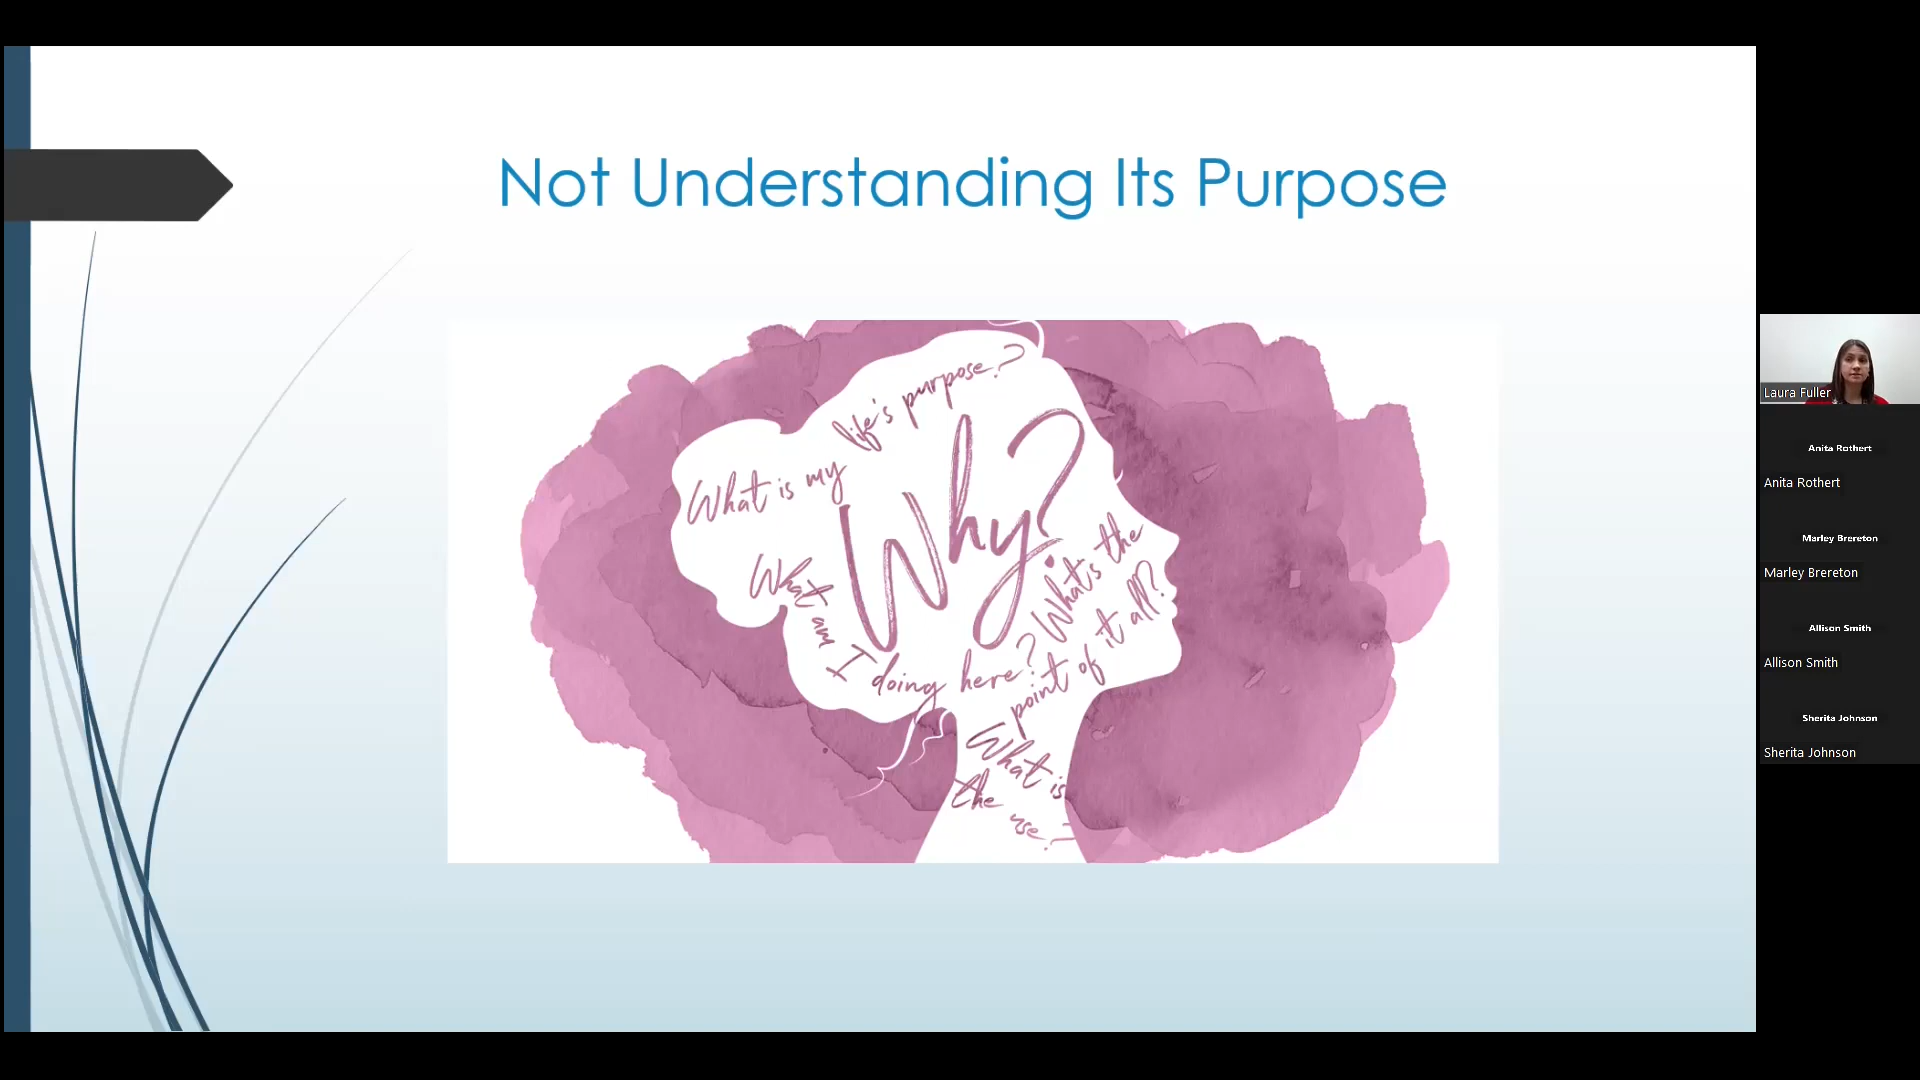 Not Understanding Its Purpose
What is my life's purpose?
Why?
What am I doing here?
What's the
point of it all?
What is
the use?
Laura Fuller
Anita Rothert
Anita Rothert
Marley Brereton
Marley Brereton
Allison Smith
Allison Smith
Sherita Johnson
Sherita Johnson